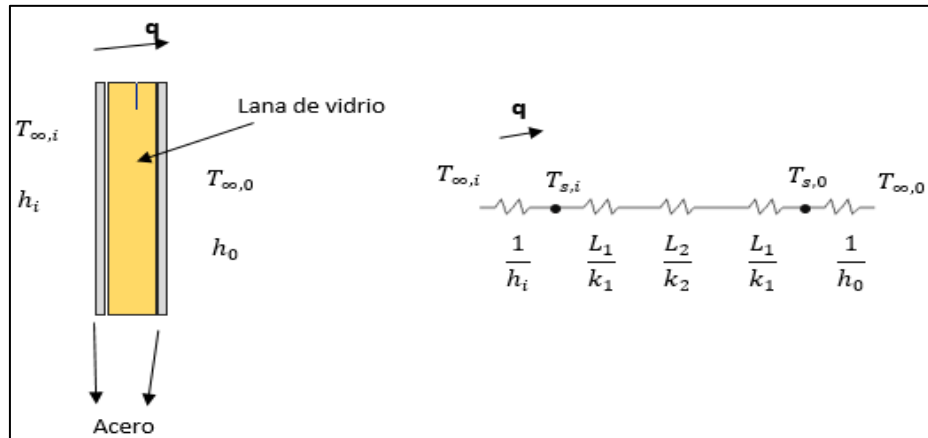 q
Lana de vidrio
T∞,i
h_i
T∞,0
h_0
Acero
q
T∞,i
T_s,i
T_s,0
T∞,0
1/h_i
L_1/k_1
L_2/k_2
L_1/k_1
1/h_0